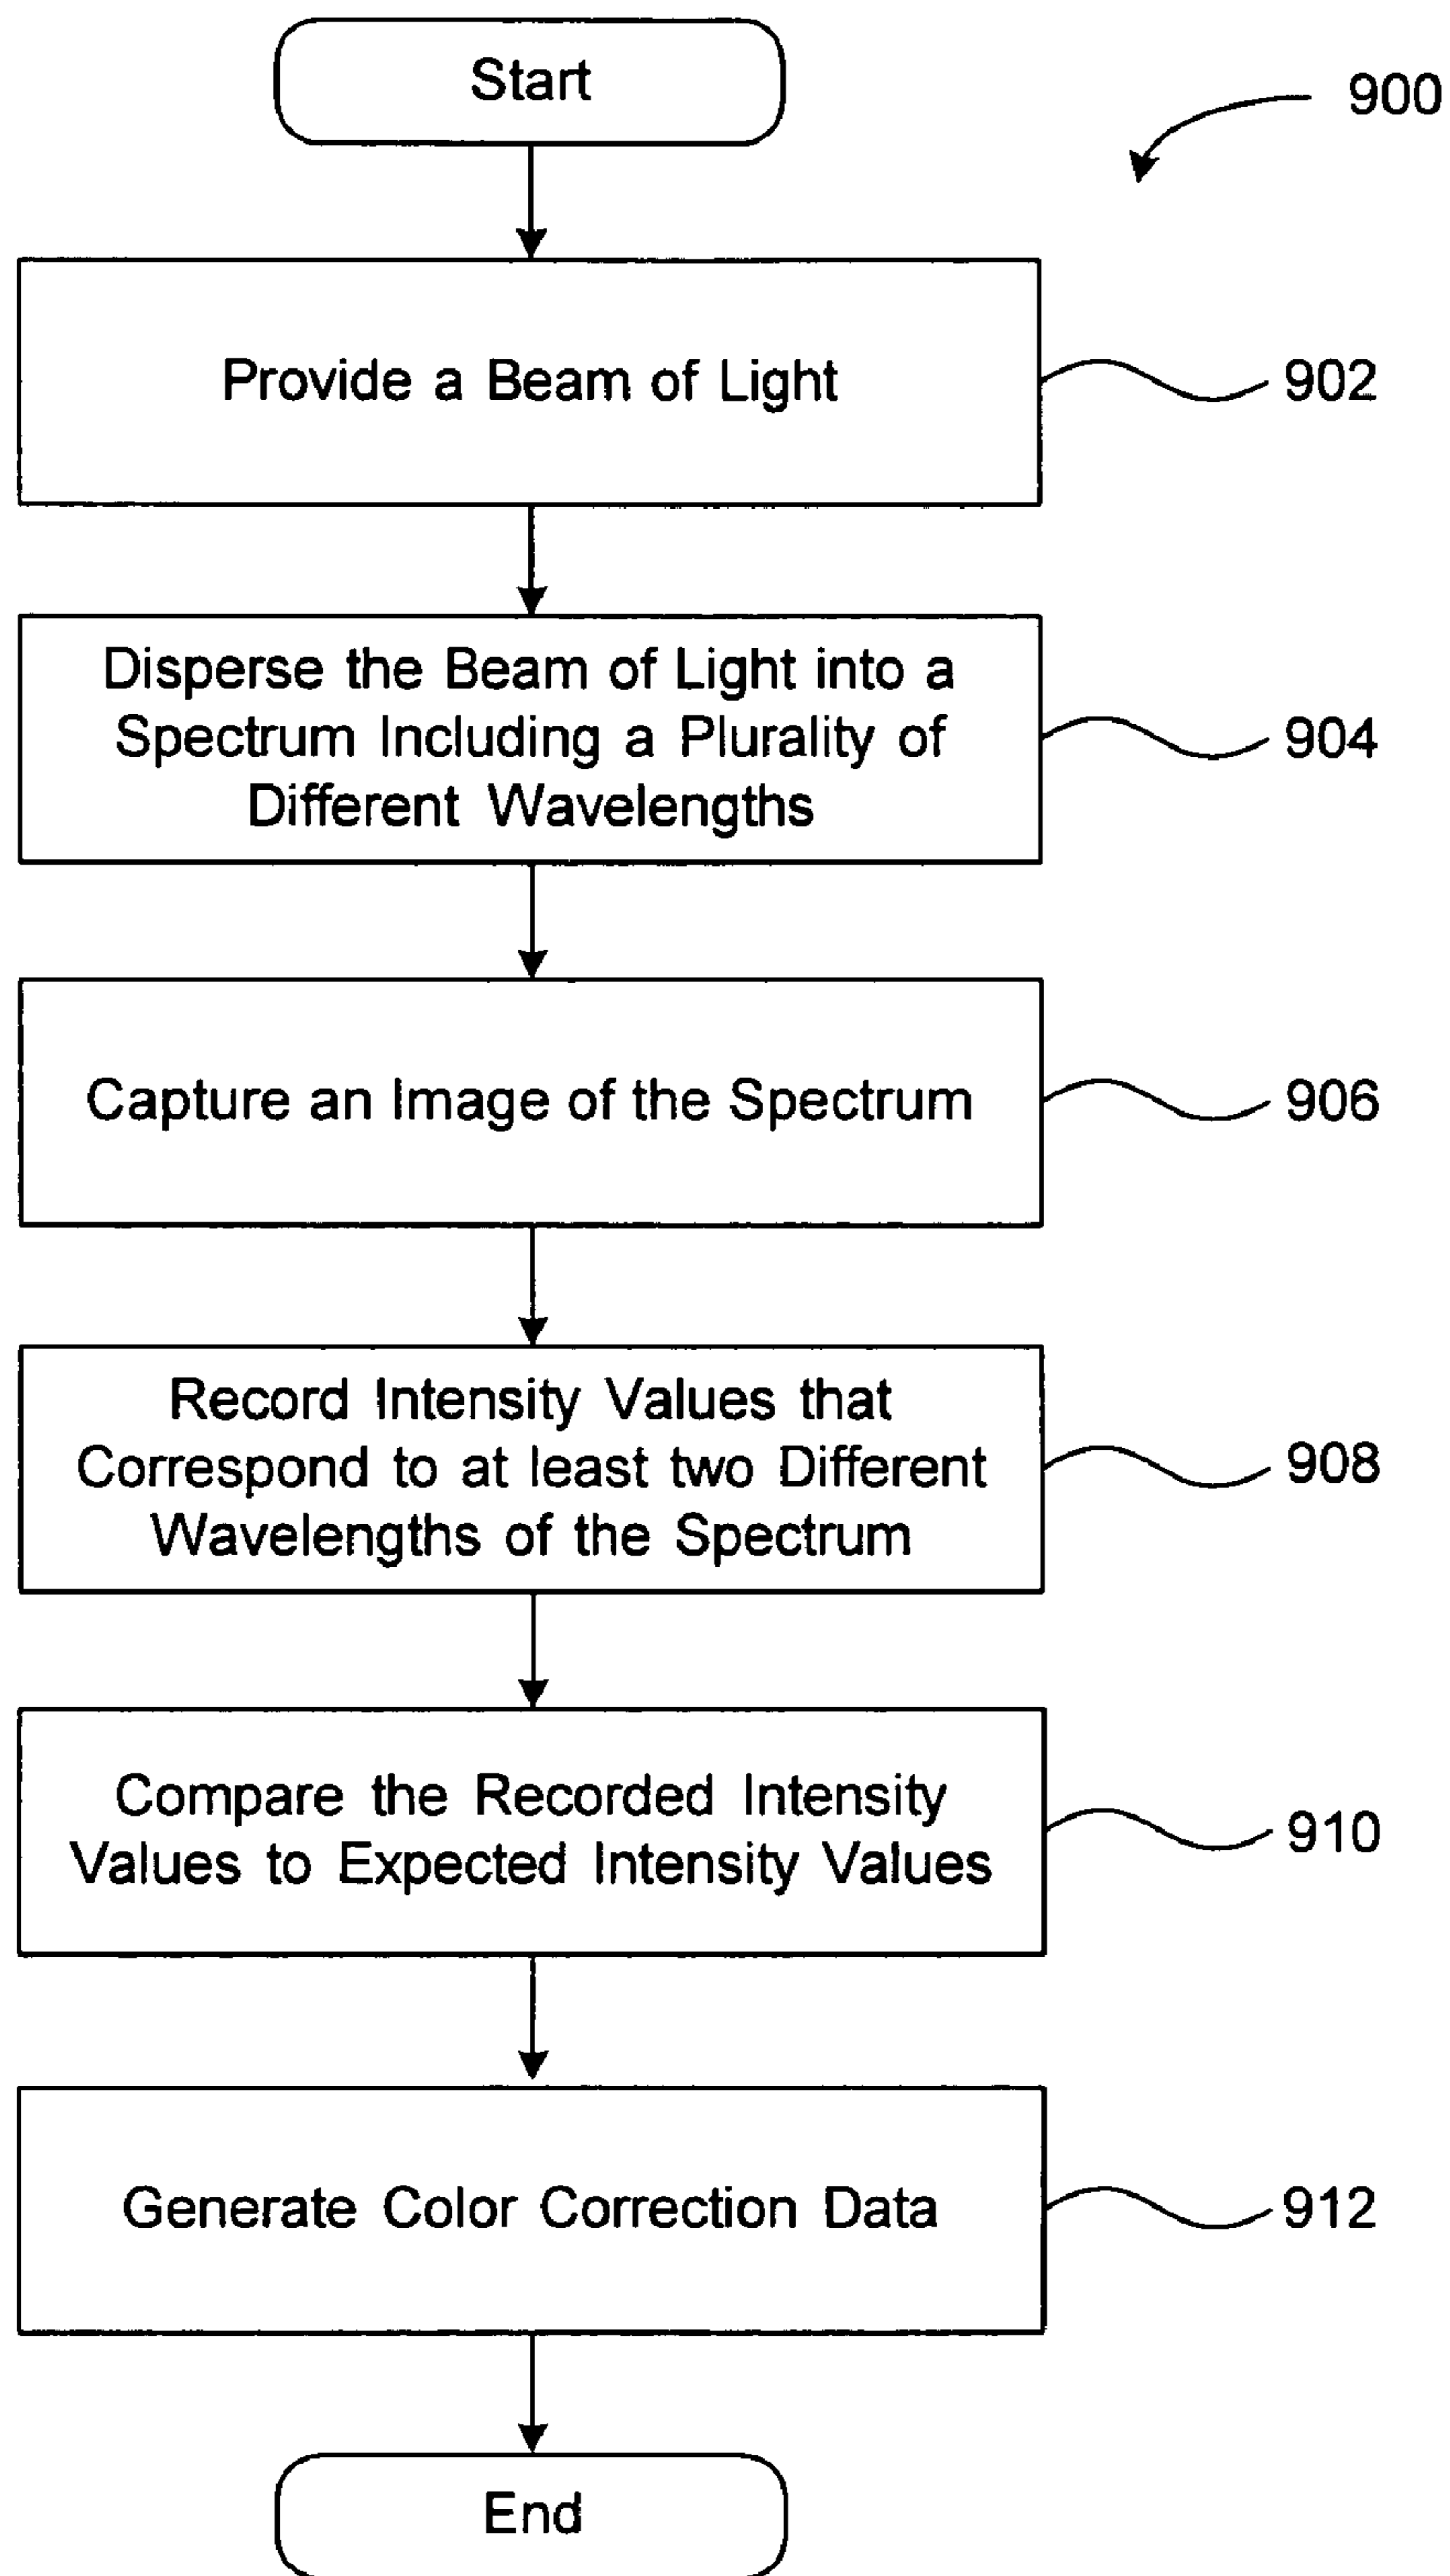 Start
900
Provide a Beam of Light
902
Disperse the Beam of Light into a
Spectrum Including a Plurality of
Different Wavelengths
904
Capture an Image of the Spectrum
906
Record Intensity Values that
Correspond to at least two Different
Wavelengths of the Spectrum
908
Compare the Recorded Intensity
Values to Expected Intensity Values
910
Generate Color Correction Data
912
End